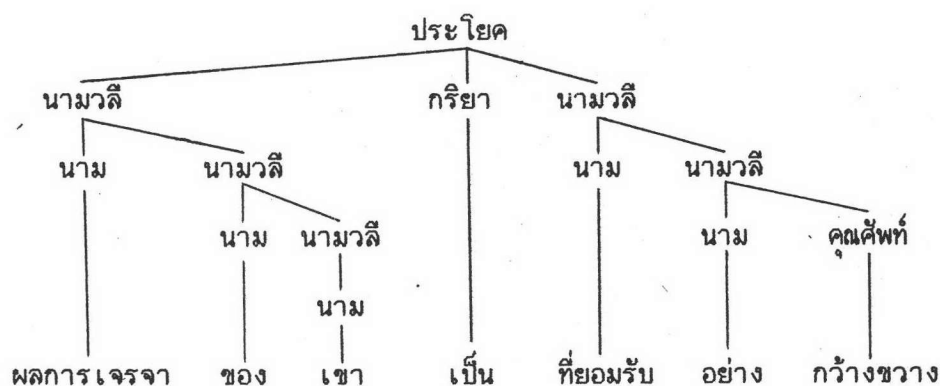 ประโยค
นามวลี กริยา นามวลี
นาม นามวลี นาม นามวลี
นาม นามวลี นาม คุณศัพท์
นาม
ผลการเจรจา ของ เขา เป็น ที่ยอมรับ อย่าง กว้างขวาง